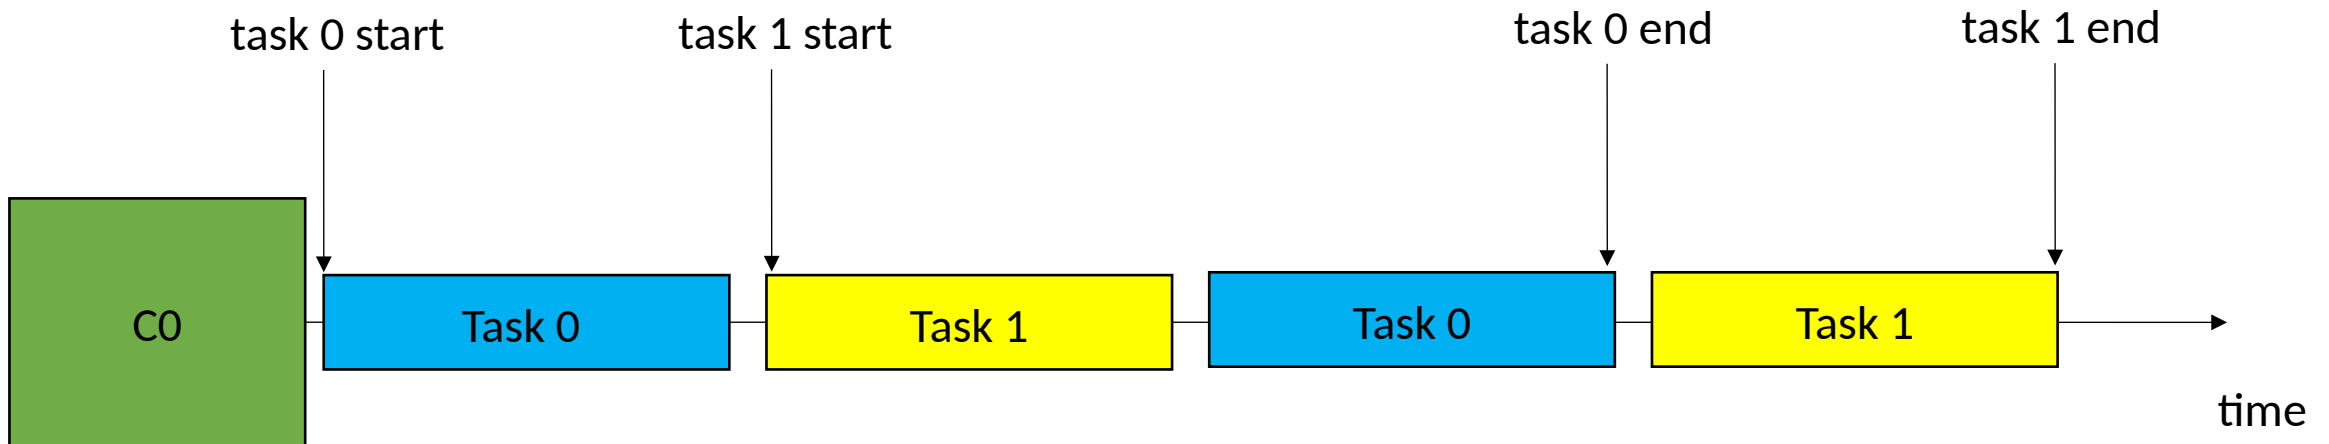 task 0 start
task 1 start
task 0 end
task 1 end
C0
Task 0
Task 1
Task 0
Task 1
time